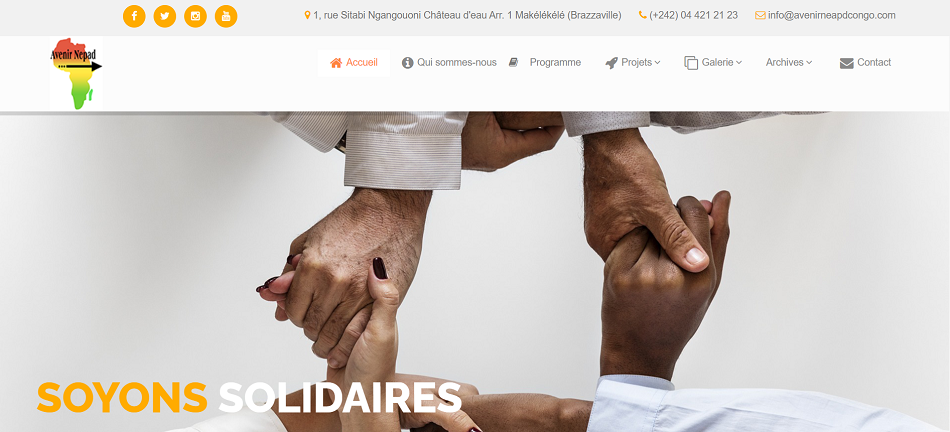 1, rue Sitabi Ngangouoni Château d'eau Arr. 1 Makélékélé (Brazzaville) (+242) 04 421 21 23 info@avenirneapdcongo.com
Avenir Nepad
Accueil Qui sommes-nous Programme Projets Galerie Archives Contact
SOYONS SOLIDAIRES